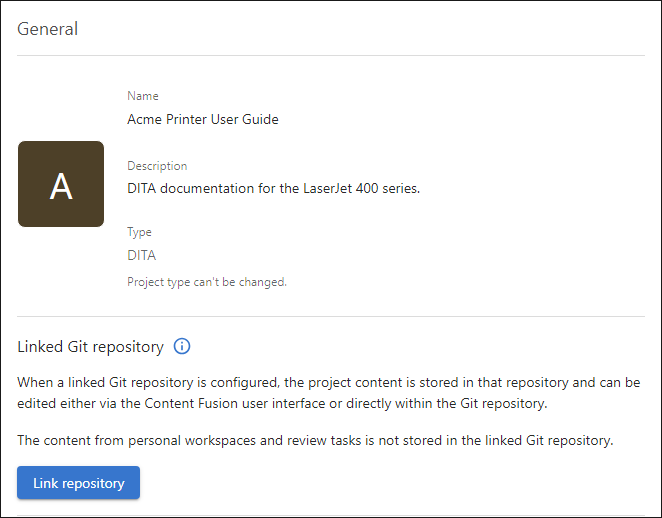 General
Name
Acme Printer User Guide
A
Description
DITA documentation for the LaserJet 400 series.
Type
DITA
Project type can't be changed.
Linked Git repository
When a linked Git repository is configured, the project content is stored in that repository and can be
edited either via the Content Fusion user interface or directly within the Git repository.
The content from personal workspaces and review tasks is not stored in the linked Git repository.
Link repository